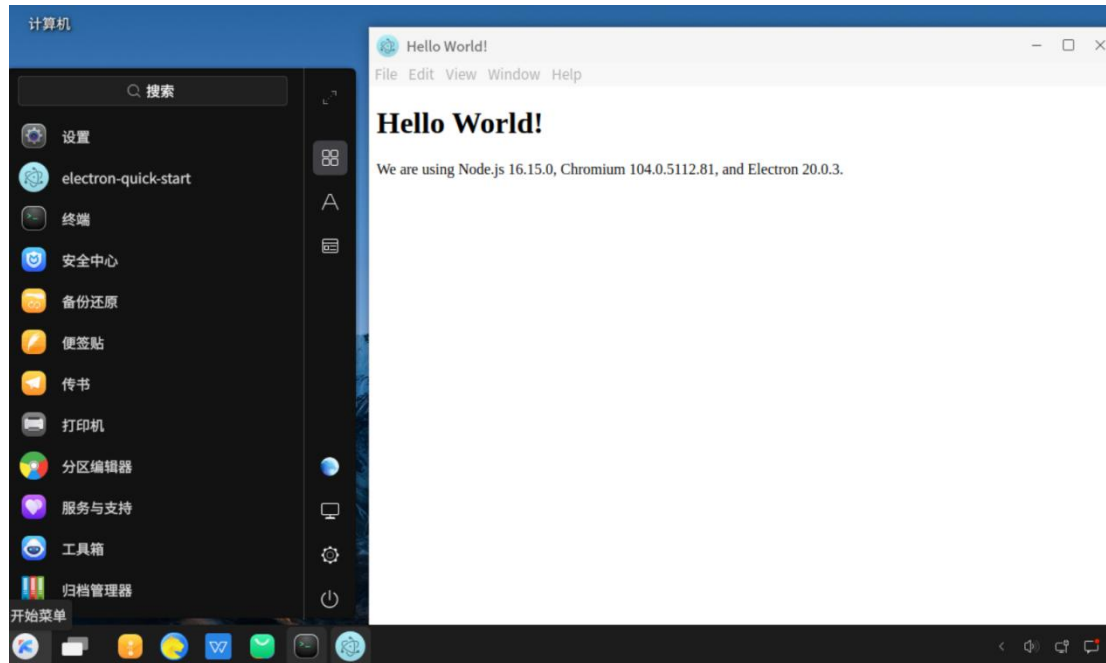 计算机
搜索
设置
electron-quick-start
终端
安全中心
备份还原
便签贴
传书
打印机
分区编辑器
服务与支持
工具箱
归档管理器
开始菜单
Hello World!
File Edit View Window Help
Hello World!
We are using Node.js 16.15.0, Chromium 104.0.5112.81, and Electron 20.0.3.